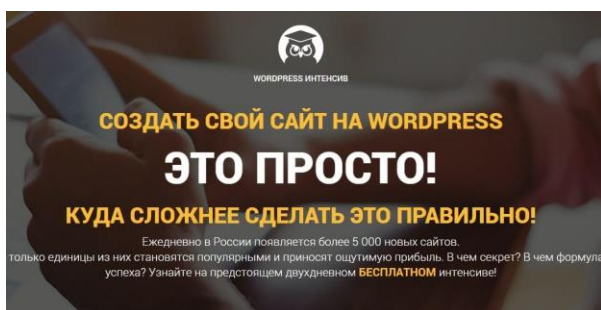 WORDPRESS ИНТЕНСИВ
СОЗДАТЬ СВОЙ САЙТ НА WORDPRESS
ЭТО ПРОСТО!
КУДА СЛОЖНЕЕ СДЕЛАТЬ ЭТО ПРАВИЛЬНО!
Ежедневно в России появляется более 5 000 новых сайтов.
только единицы из них становятся популярными и приносят ощутимую прибыль. В чем секрет? В чем формула
успеха? Узнайте на предстоящем двухдневном БЕСПЛАТНОМ интенсиве!